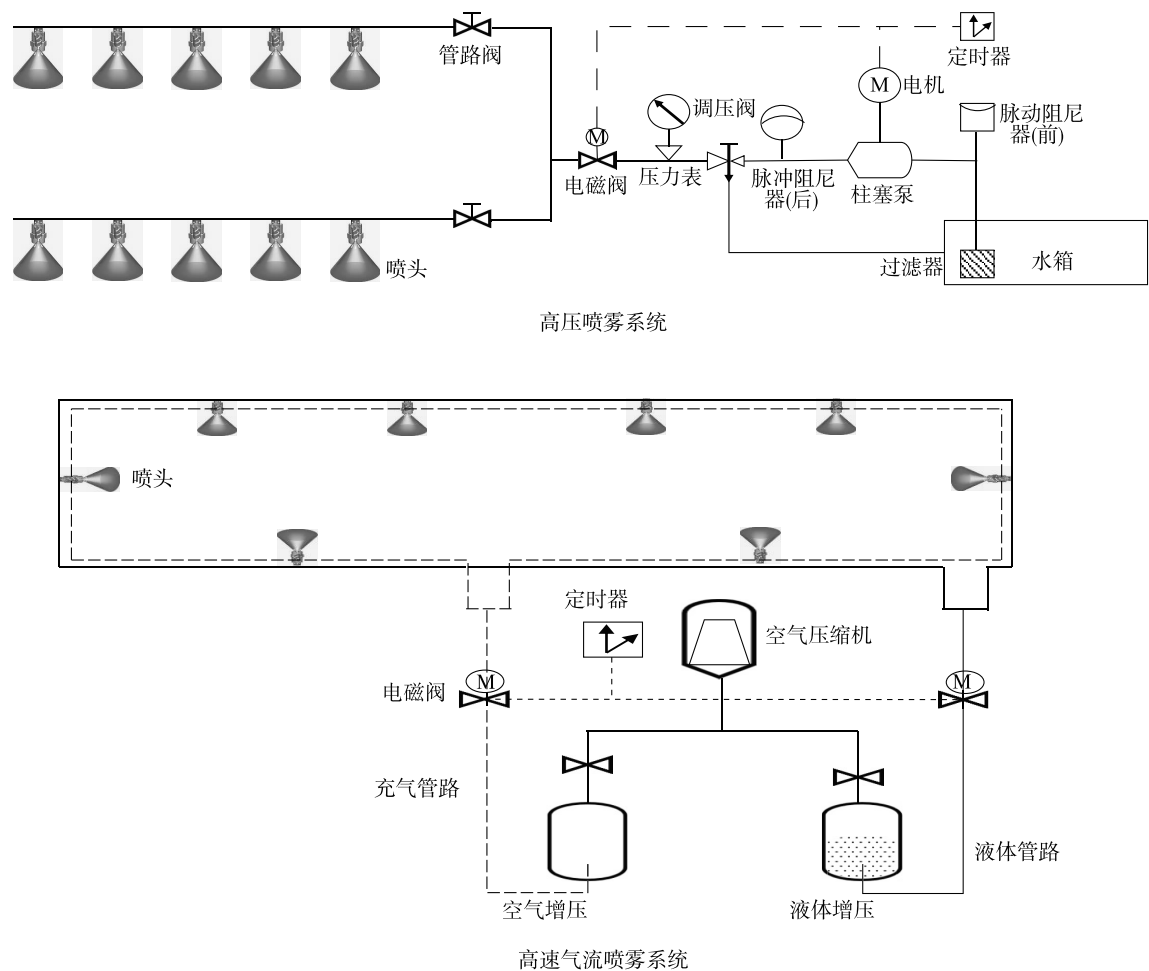 管路阀
定时器
M
电机
调压阀
脉动阻尼
器(前)
M
电磁阀
压力表
脉冲阻尼
器(后)
柱塞泵
喷头
过滤器
水箱
高压喷雾系统
喷头
定时器
空气压缩机
电磁阀
M
M
充气管路
液体管路
空气增压
液体增压
高速气流喷雾系统